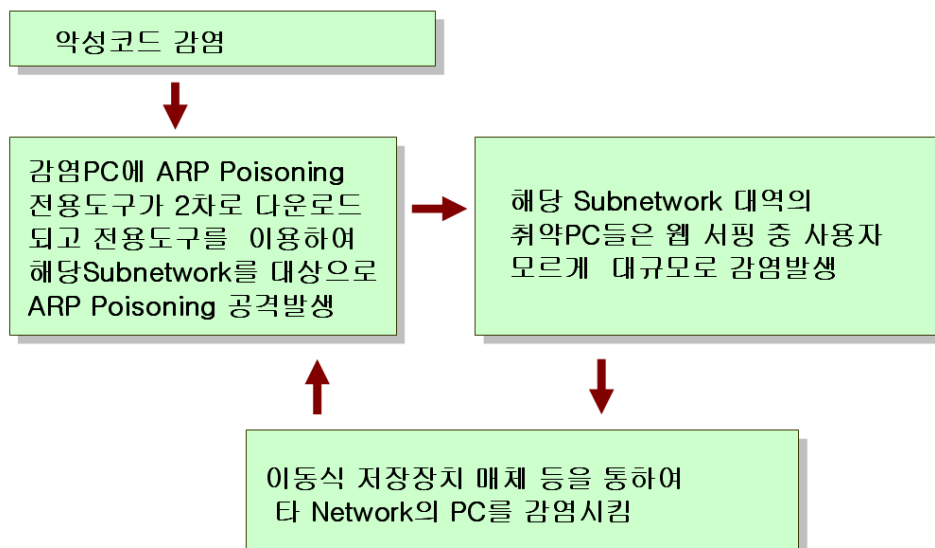 악성코드 감염
감염PC에 ARP Poisoning
전용도구가 2차로 다운로드
되고 전용도구를 이용하여
해당Subnetwork를 대상으로
ARP Poisoning 공격발생
해당 Subnetwork 대역의
취약PC들은 웹 서핑 중 사용자
모르게 대규모로 감염발생
이동식 저장장치 매체 등을 통하여
타 Network의 PC를 감염시킴